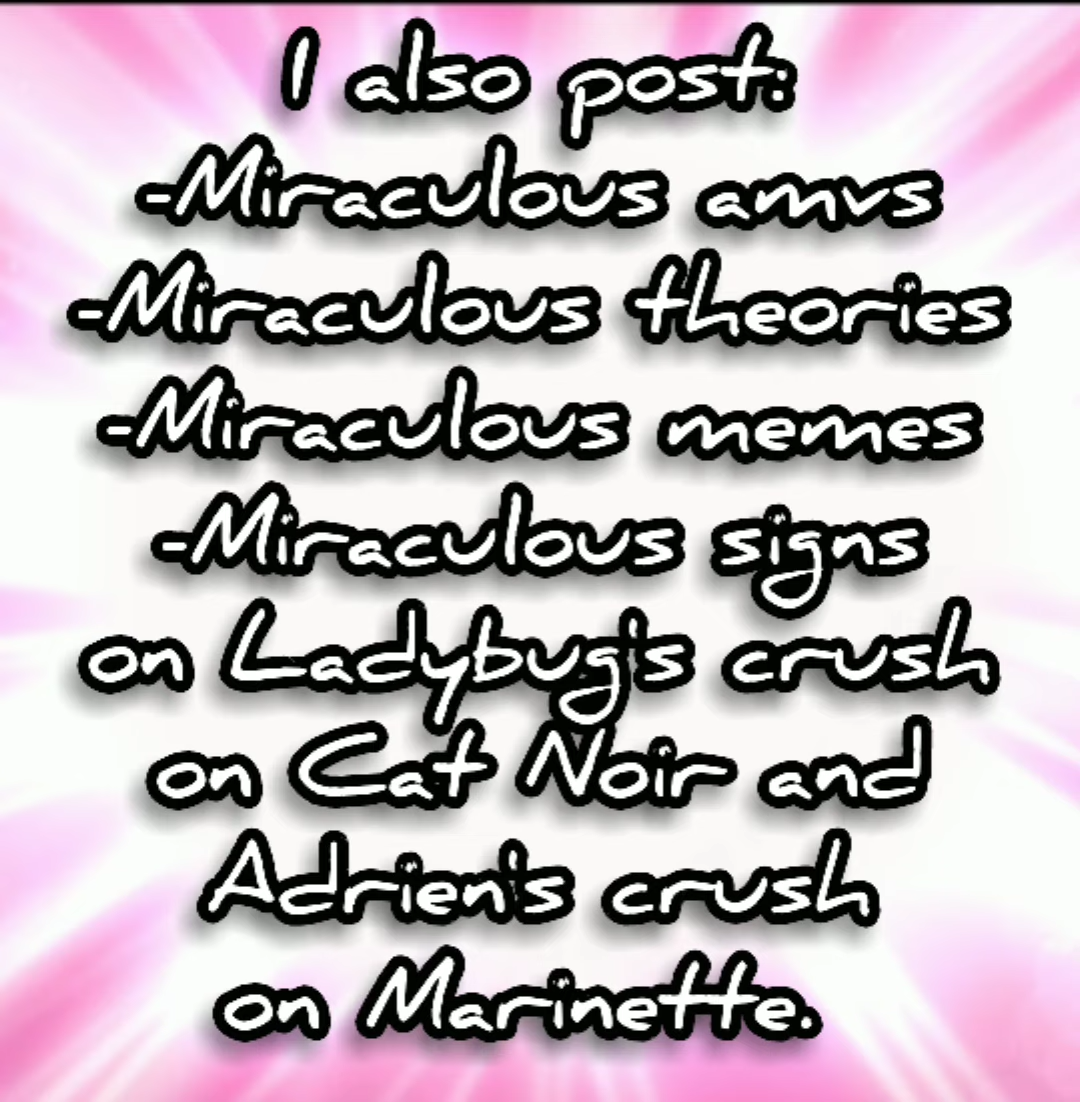 I also post:
-Miraculous amvs
-Miraculous theories
-Miraculous memes
-Miraculous signs
on Ladybug's crush
on Cat Noir and
Adrien's crush
on Marinette.